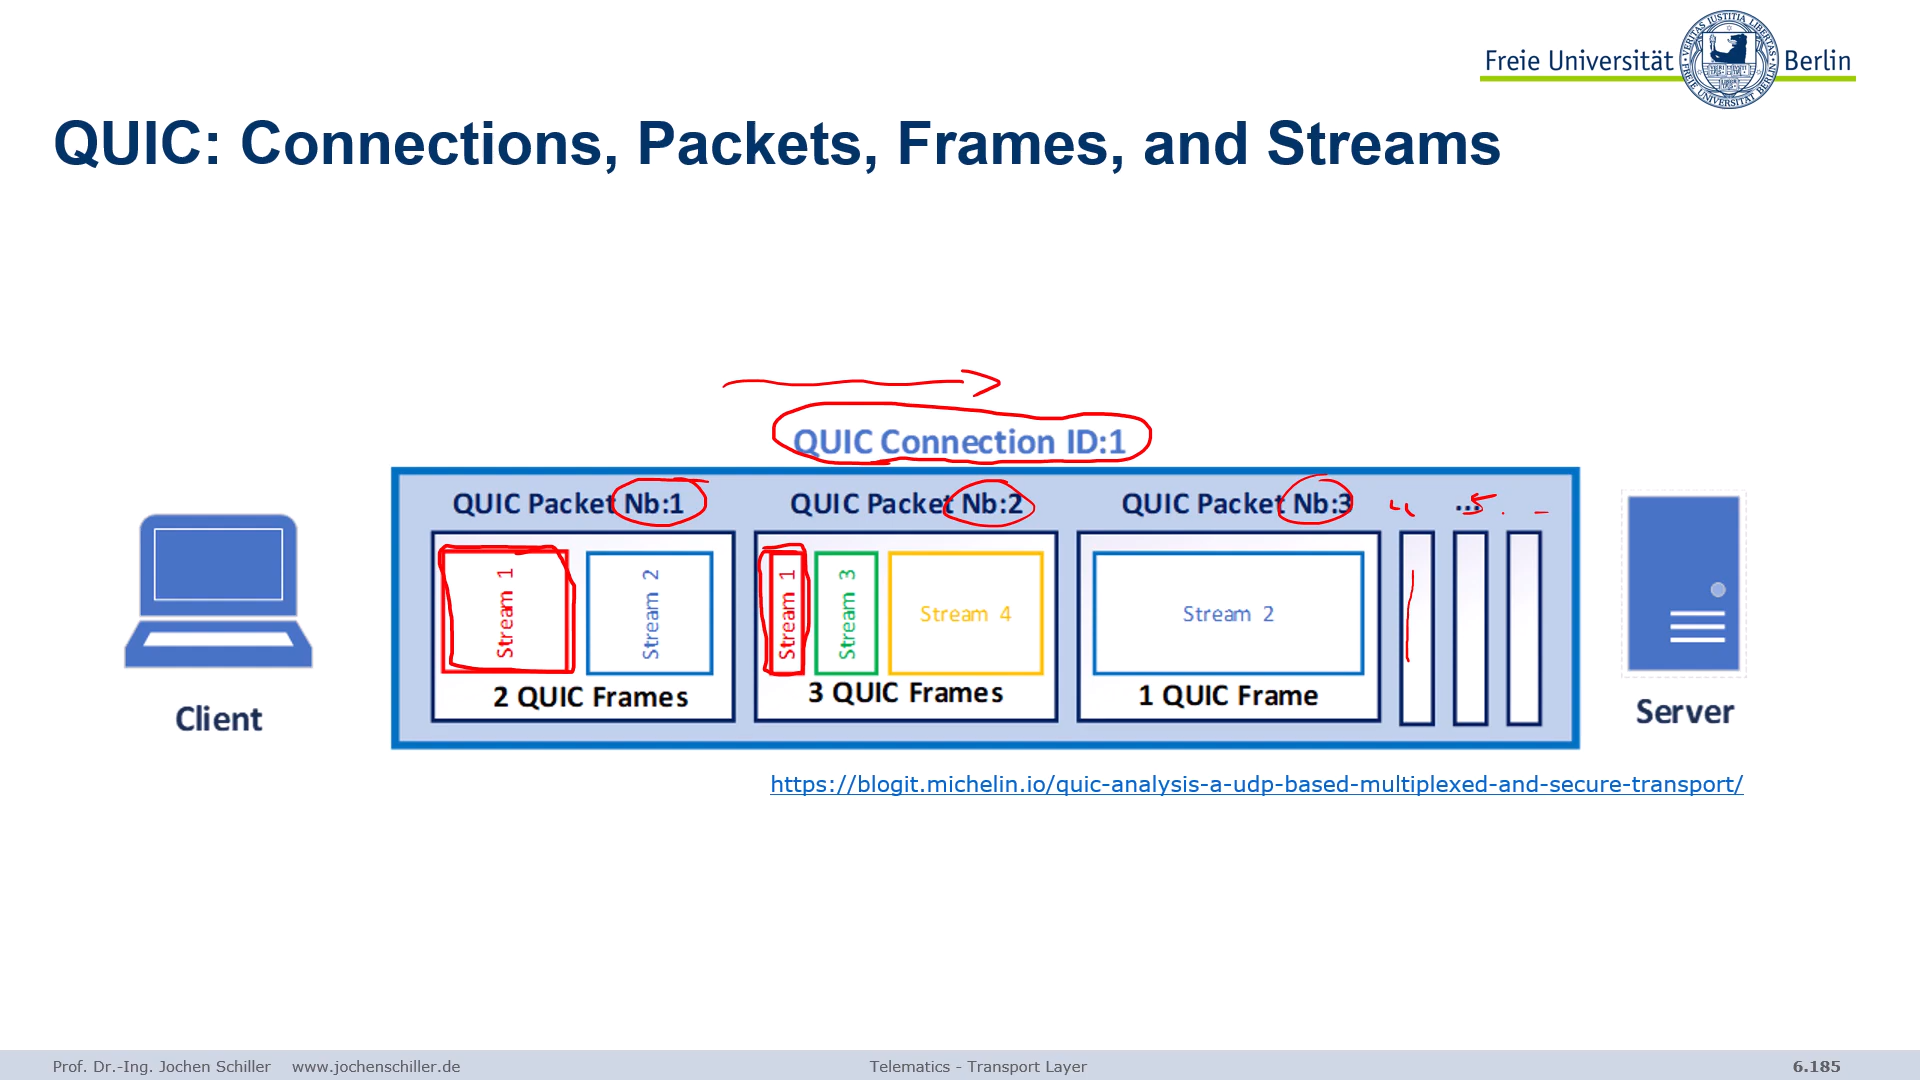 Freie Universität Berlin
QUIC: Connections, Packets, Frames, and Streams
QUIC Connection ID:1
QUIC Packet Nb:1
QUIC Packet Nb:2
QUIC Packet Nb:3
4
...
5
Stream 1
Stream 2
2 QUIC Frames
Stream 1
Stream 3
Stream 4
3 QUIC Frames
Stream 2
1 QUIC Frame
Client
Server
https://blogit.michelin.io/quic-analysis-a-udp-based-multiplexed-and-secure-transport/
Prof. Dr.-Ing. Jochen Schiller www.jochenschiller.de
Telematics - Transport Layer
6.185